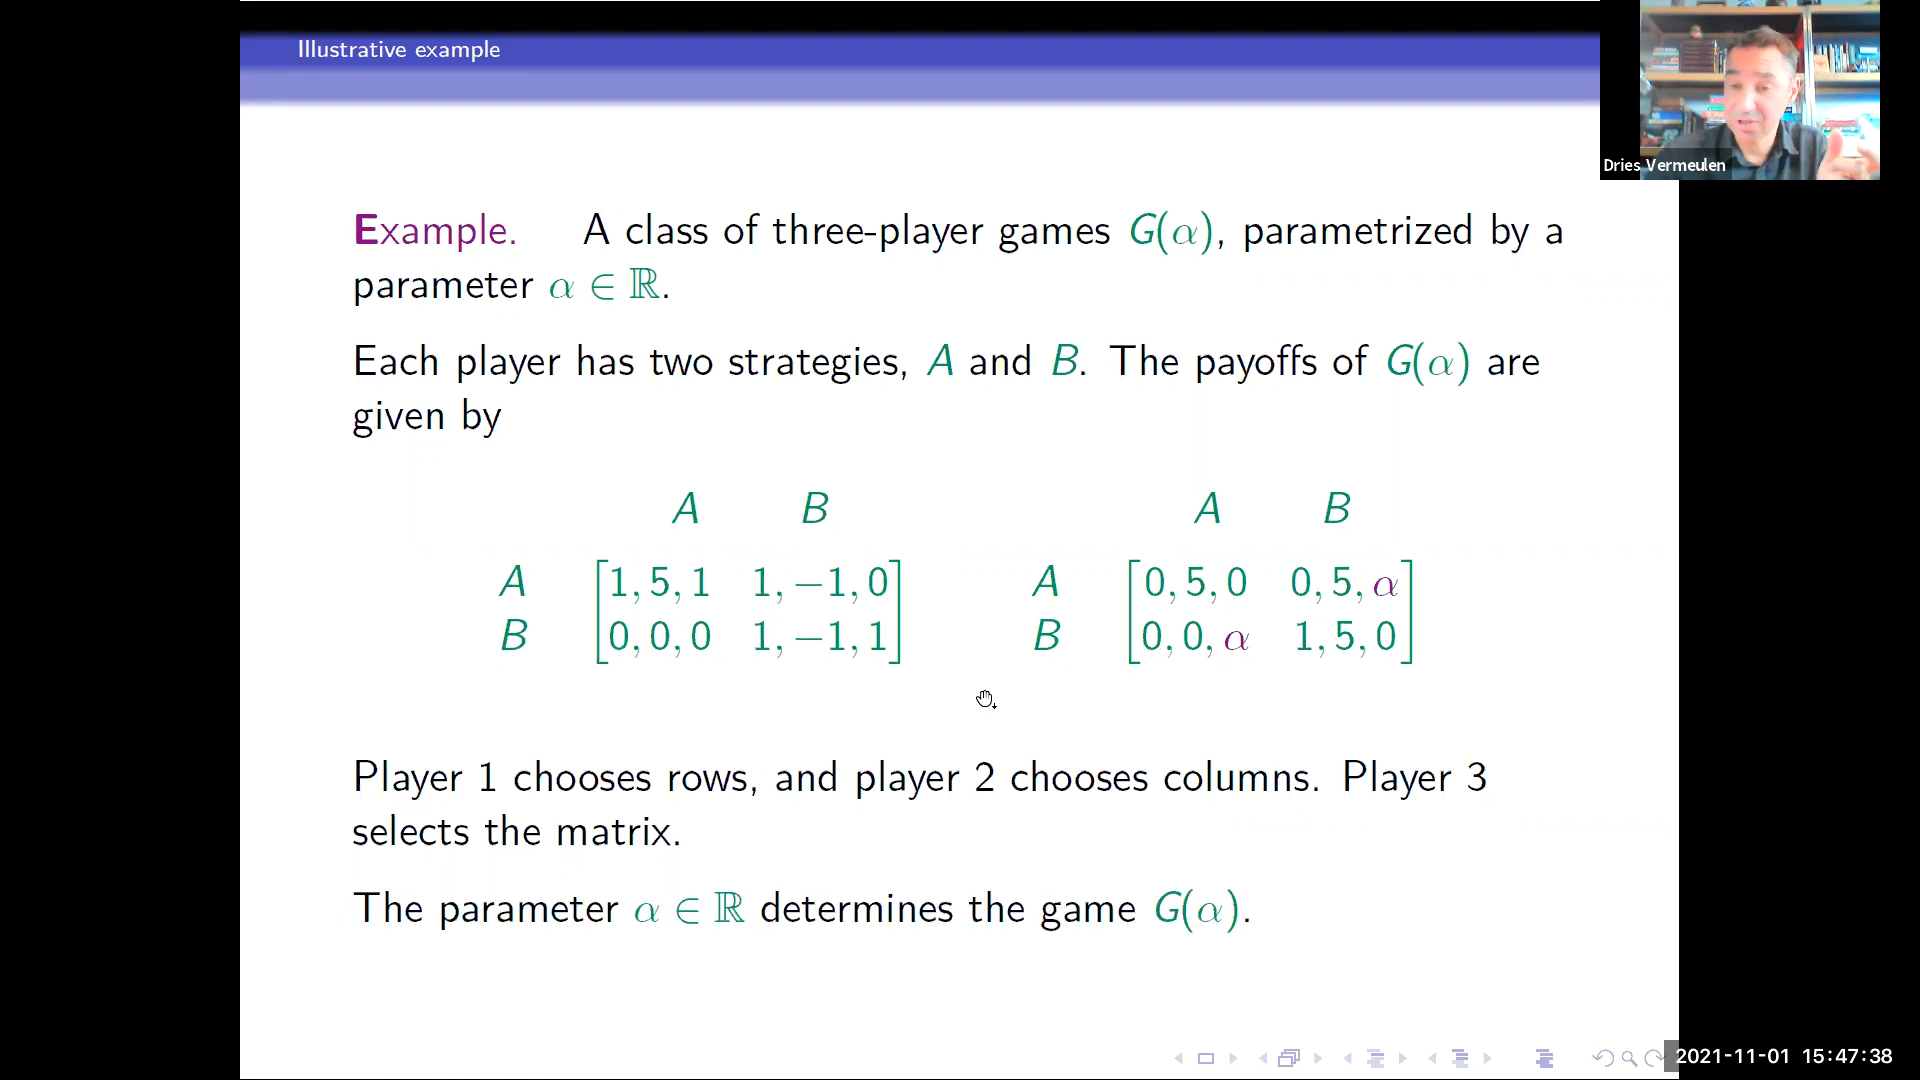 Illustrative example
Dries Vermeulen
Example. A class of three-player games G(α), parametrized by a
parameter α ∈ ℝ.
Each player has two strategies, A and B. The payoffs of G(α) are
given by
A B A B
A [1, 5, 1 1, −1, 0] A [0, 5, 0 0, 5, α]
B [0, 0, 0 1, −1, 1] B [0, 0, α 1, 5, 0]
Player 1 chooses rows, and player 2 chooses columns. Player 3
selects the matrix.
The parameter α ∈ ℝ determines the game G(α).
2021-11-01 15:47:38